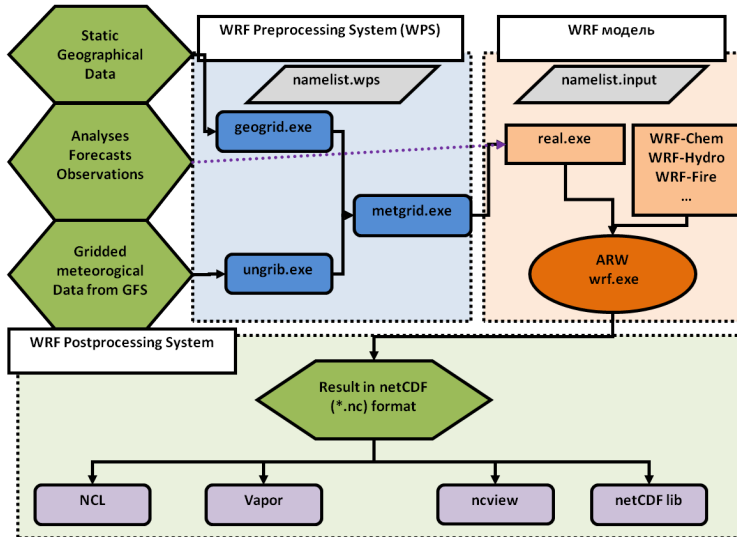 Static
Geographical
Data
WRF Preprocessing System (WPS)
WRF модель
namelist.wps
namelist.input
geogrid.exe
Analyses
Forecasts
Observations
real.exe
WRF-Chem
WRF-Hydro
WRF-Fire
...
metgrid.exe
Gridded
meteorogical
Data from GFS
ungrib.exe
ARW
wrf.exe
WRF Postprocessing System
Result in netCDF
(*.nc) format
NCL
Vapor
ncview
netCDF lib